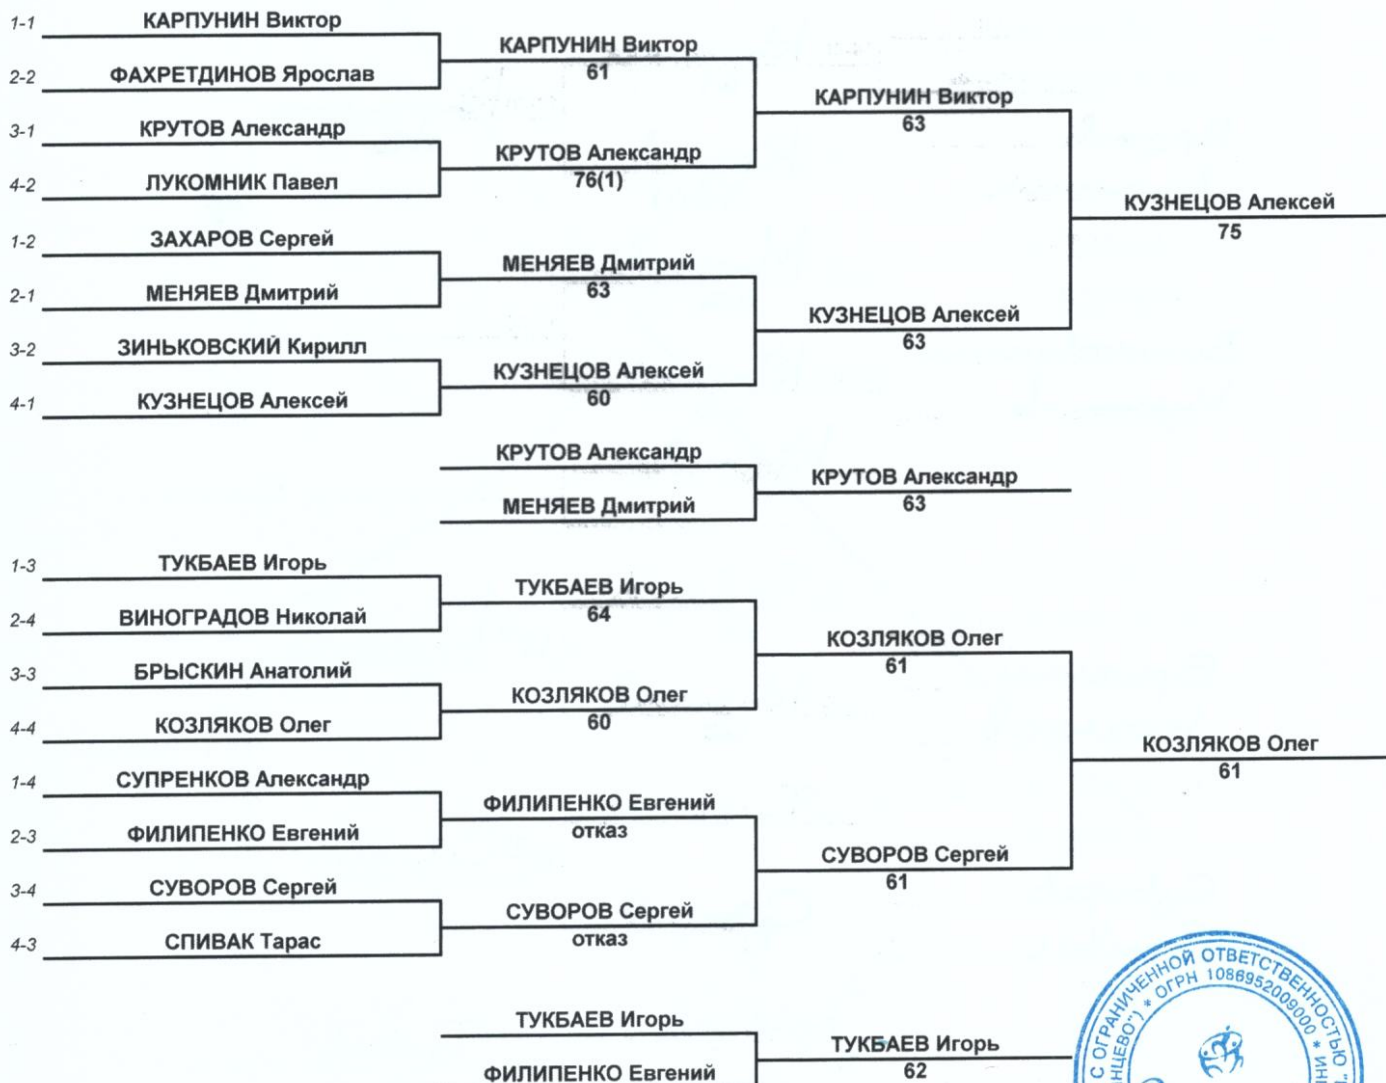 1-1 КАРПУНИН Виктор
КАРПУНИН Виктор
61
2-2 ФАХРЕТДИНОВ Ярослав
КАРПУНИН Виктор
63
3-1 КРУТОВ Александр
КРУТОВ Александр
76(1)
4-2 ЛУКОМНИК Павел
КУЗНЕЦОВ Алексей
75
1-2 ЗАХАРОВ Сергей
МЕНЯЕВ Дмитрий
63
2-1 МЕНЯЕВ Дмитрий
КУЗНЕЦОВ Алексей
63
3-2 ЗИНЬКОВСКИЙ Кирилл
КУЗНЕЦОВ Алексей
60
4-1 КУЗНЕЦОВ Алексей
КРУТОВ Александр
КРУТОВ Александр
63
МЕНЯЕВ Дмитрий
1-3 ТУКБАЕВ Игорь
ТУКБАЕВ Игорь
64
2-4 ВИНОГРАДОВ Николай
КОЗЛЯКОВ Олег
61
3-3 БРЫСКИН Анатолий
КОЗЛЯКОВ Олег
60
4-4 КОЗЛЯКОВ Олег
КОЗЛЯКОВ Олег
61
1-4 СУПРЕНКОВ Александр
ФИЛИПЕНКО Евгений
отказ
2-3 ФИЛИПЕНКО Евгений
СУВОРОВ Сергей
61
3-4 СУВОРОВ Сергей
СУВОРОВ Сергей
отказ
4-3 СПИВАК Тарас
ТУКБАЕВ Игорь
ТУКБАЕВ Игорь
62
ФИЛИПЕНКО Евгений
С ОГРАНИЧЕННОЙ ОТВЕТСТВЕННОСТЬЮ
* ОГРН 1086952009000 *